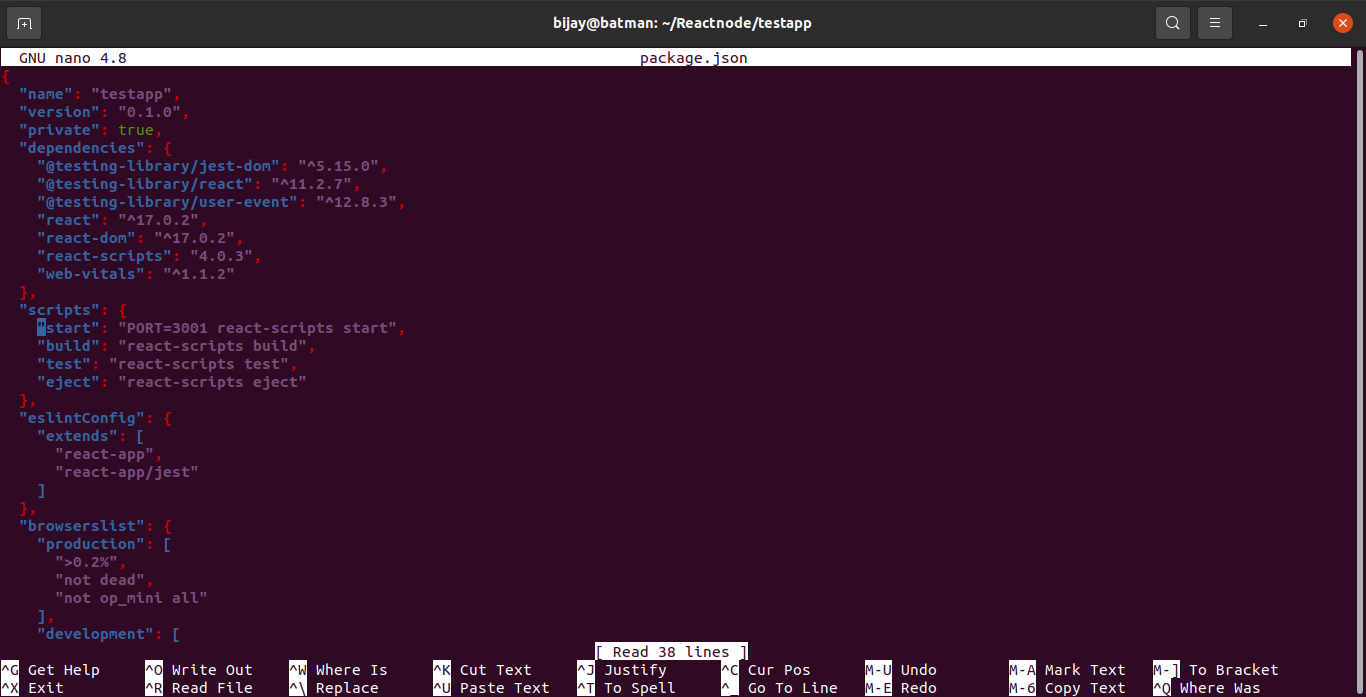 bijay@batman: ~/Reactnode/testapp
GNU nano 4.8 package.json
{
  "name": "testapp",
  "version": "0.1.0",
  "private": true,
  "dependencies": {
    "@testing-library/jest-dom": "^5.15.0",
    "@testing-library/react": "^11.2.7",
    "@testing-library/user-event": "^12.8.3",
    "react": "^17.0.2",
    "react-dom": "^17.0.2",
    "react-scripts": "4.0.3",
    "web-vitals": "^1.1.2"
  },
  "scripts": {
    "start": "PORT=3001 react-scripts start",
    "build": "react-scripts build",
    "test": "react-scripts test",
    "eject": "react-scripts eject"
  },
  "eslintConfig": {
    "extends": [
      "react-app",
      "react-app/jest"
    ]
  },
  "browserslist": {
    "production": [
      ">0.2%",
      "not dead",
      "not op_mini all"
    ],
    "development": [
[ Read 38 lines ]
^G Get Help ^O Write Out ^W Where Is ^K Cut Text ^J Justify ^C Cur Pos M-U Undo M-A Mark Text M-] To Bracket
^X Exit ^R Read File ^\ Replace ^U Paste Text ^T To Spell ^_ Go To Line M-E Redo M-6 Copy Text ^Q Where Was